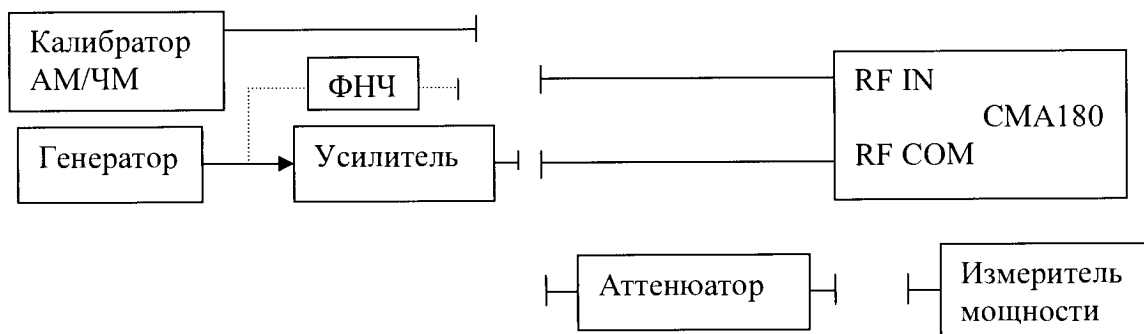 Калибратор
АМ/ЧМ
ФНЧ
RF IN
CMA180
Генератор
Усилитель
RF COM
Аттенюатор
Измеритель
мощности